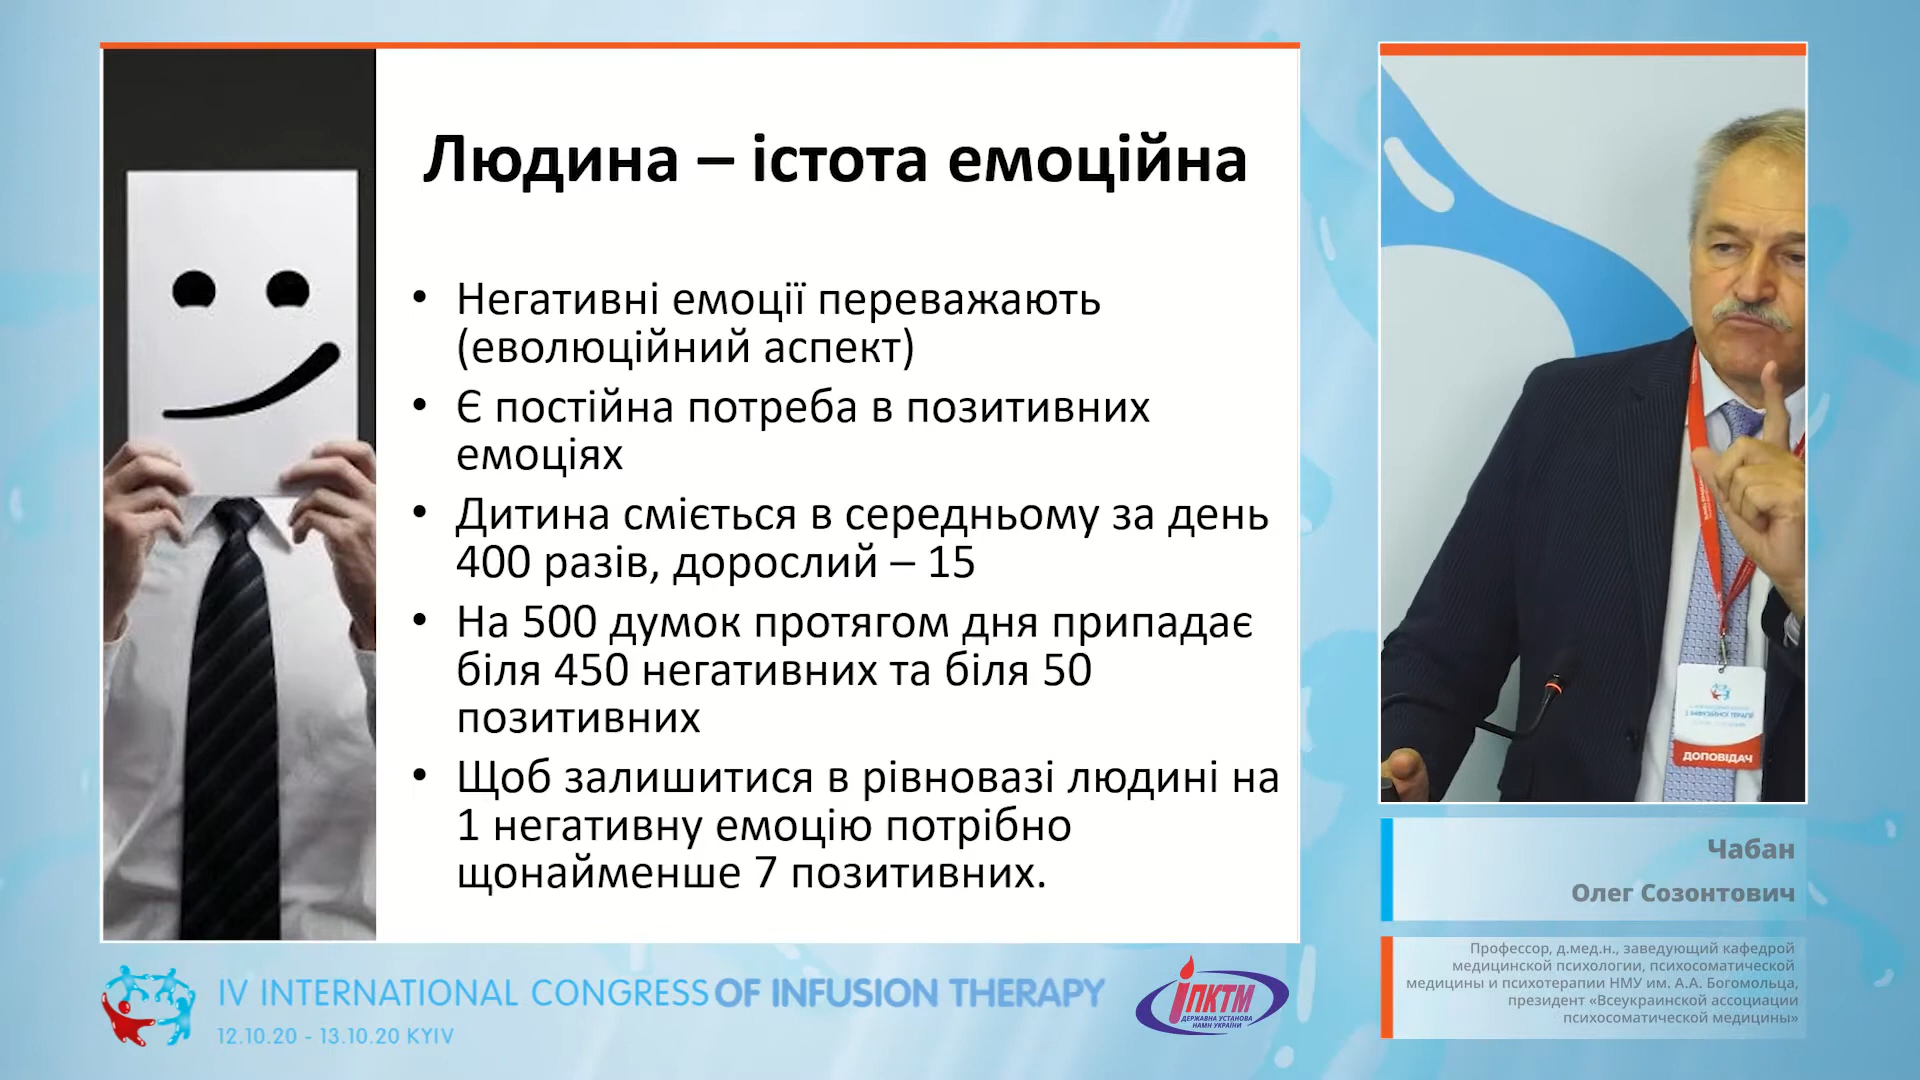 Людина – істота емоційна
• Негативні емоції переважають
(еволюційний аспект)
• Є постійна потреба в позитивних
емоціях
• Дитина сміється в середньому за день
400 разів, дорослий – 15
• На 500 думок протягом дня припадає
біля 450 негативних та біля 50
позитивних
• Щоб залишитися в рівновазі людині на
1 негативну емоцію потрібно
щонайменше 7 позитивних.
ІНФУЗІЙНОЇ ТЕРАПІЇ
ДОПОВІДАЧ
Чабан
Олег Созонтович
Профессор, д.мед.н., заведующий кафедрой
медицинской психологии, психосоматической
медицины и психотерапии НМУ им. А.А. Богомольца,
президент «Всеукраинской ассоциации
психосоматической медицины»
IV INTERNATIONAL CONGRESS OF INFUSION THERAPY
12.10.20 - 13.10.20 KYIV
ІПКТМ
ДЕРЖАВНА УСТАНОВА
НАМН УКРАЇНИ